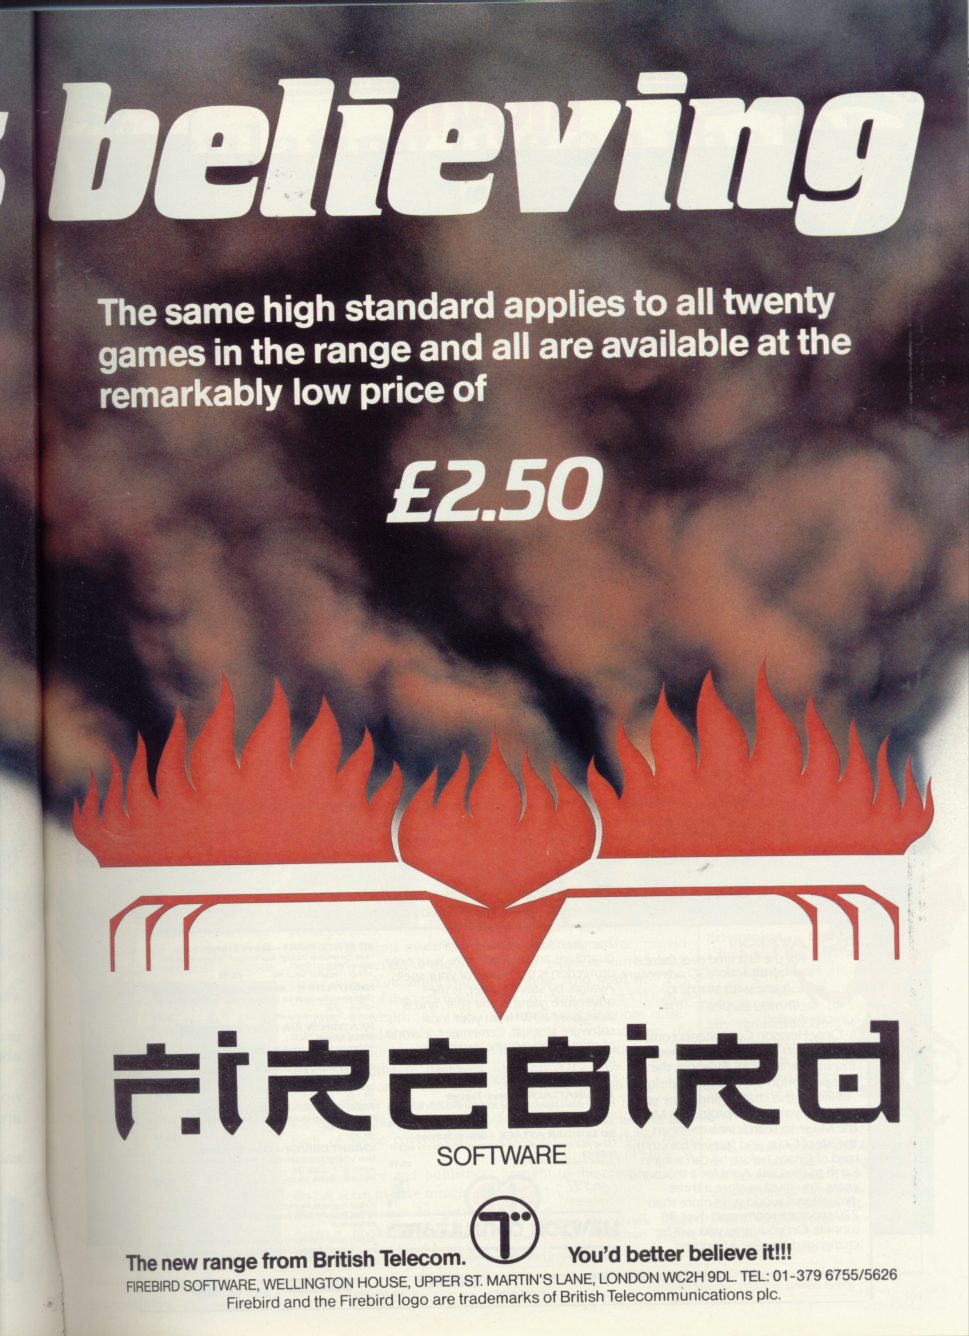 believing
The same high standard applies to all twenty
games in the range and all are available at the
remarkably low price of
£2.50
FIREBIRD
SOFTWARE
The new range from British Telecom. You'd better believe it!!!
FIREBIRD SOFTWARE, WELLINGTON HOUSE, UPPER ST. MARTIN'S LANE, LONDON WC2H 9DL. TEL: 01-379 6755/5626
Firebird and the Firebird logo are trademarks of British Telecommunications plc.